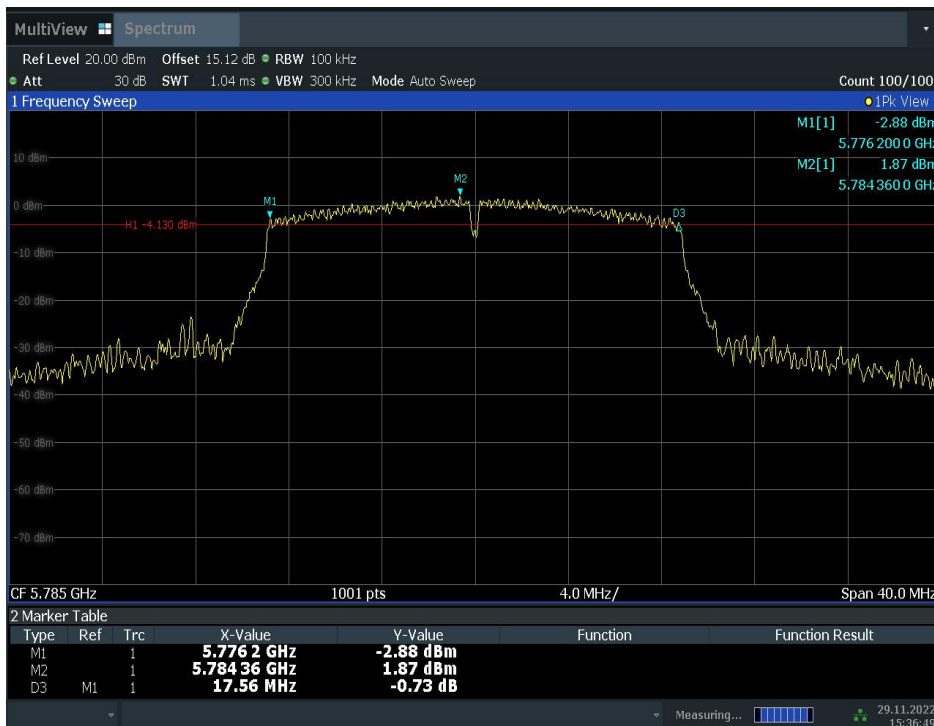 MultiView Spectrum
Ref Level 20.00 dBm Offset 15.12 dB RBW 100 kHz
Att 30 dB SWT 1.04 ms VBW 300 kHz Mode Auto Sweep Count 100/100
1 Frequency Sweep 1Pk View
M1[1] -2.88 dBm
5.776 200 0 GHz
M2[1] 1.87 dBm
5.784 360 0 GHz
10 dBm
M2
0 dBm
M1
D3
H1 -4.130 dBm
-10 dBm
-20 dBm
-30 dBm
-40 dBm
-50 dBm
-60 dBm
-70 dBm
CF 5.785 GHz 1001 pts 4.0 MHz/ Span 40.0 MHz
2 Marker Table
Type Ref Trc X-Value Y-Value Function Function Result
M1 1 5.776 2 GHz -2.88 dBm
M2 1 5.784 36 GHz 1.87 dBm
D3 M1 1 17.56 MHz -0.73 dB
Measuring... 29.11.2022
15:36:49